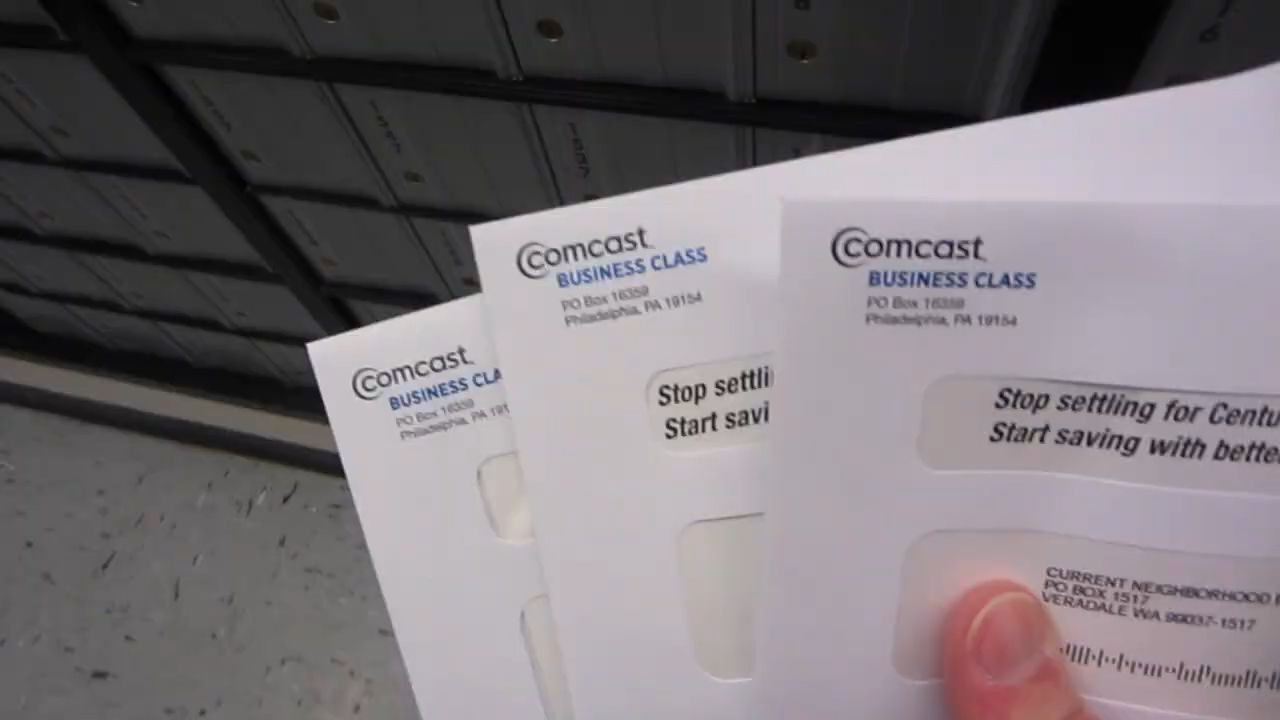 comcast
BUSINESS CLA
PO Box 16359
Philadelphia, PA 191
comcast
BUSINESS CLASS
PO Box 16359
Philadelphia, PA 19154
Stop settli
Start savi
comcast
BUSINESS CLASS
PO Box 16359
Philadelphia, PA 19154
Stop settling for Centu
Start saving with bette
CURRENT NEIGHBORHOOD
PO BOX 1517
VERADALE WA 99037-1517